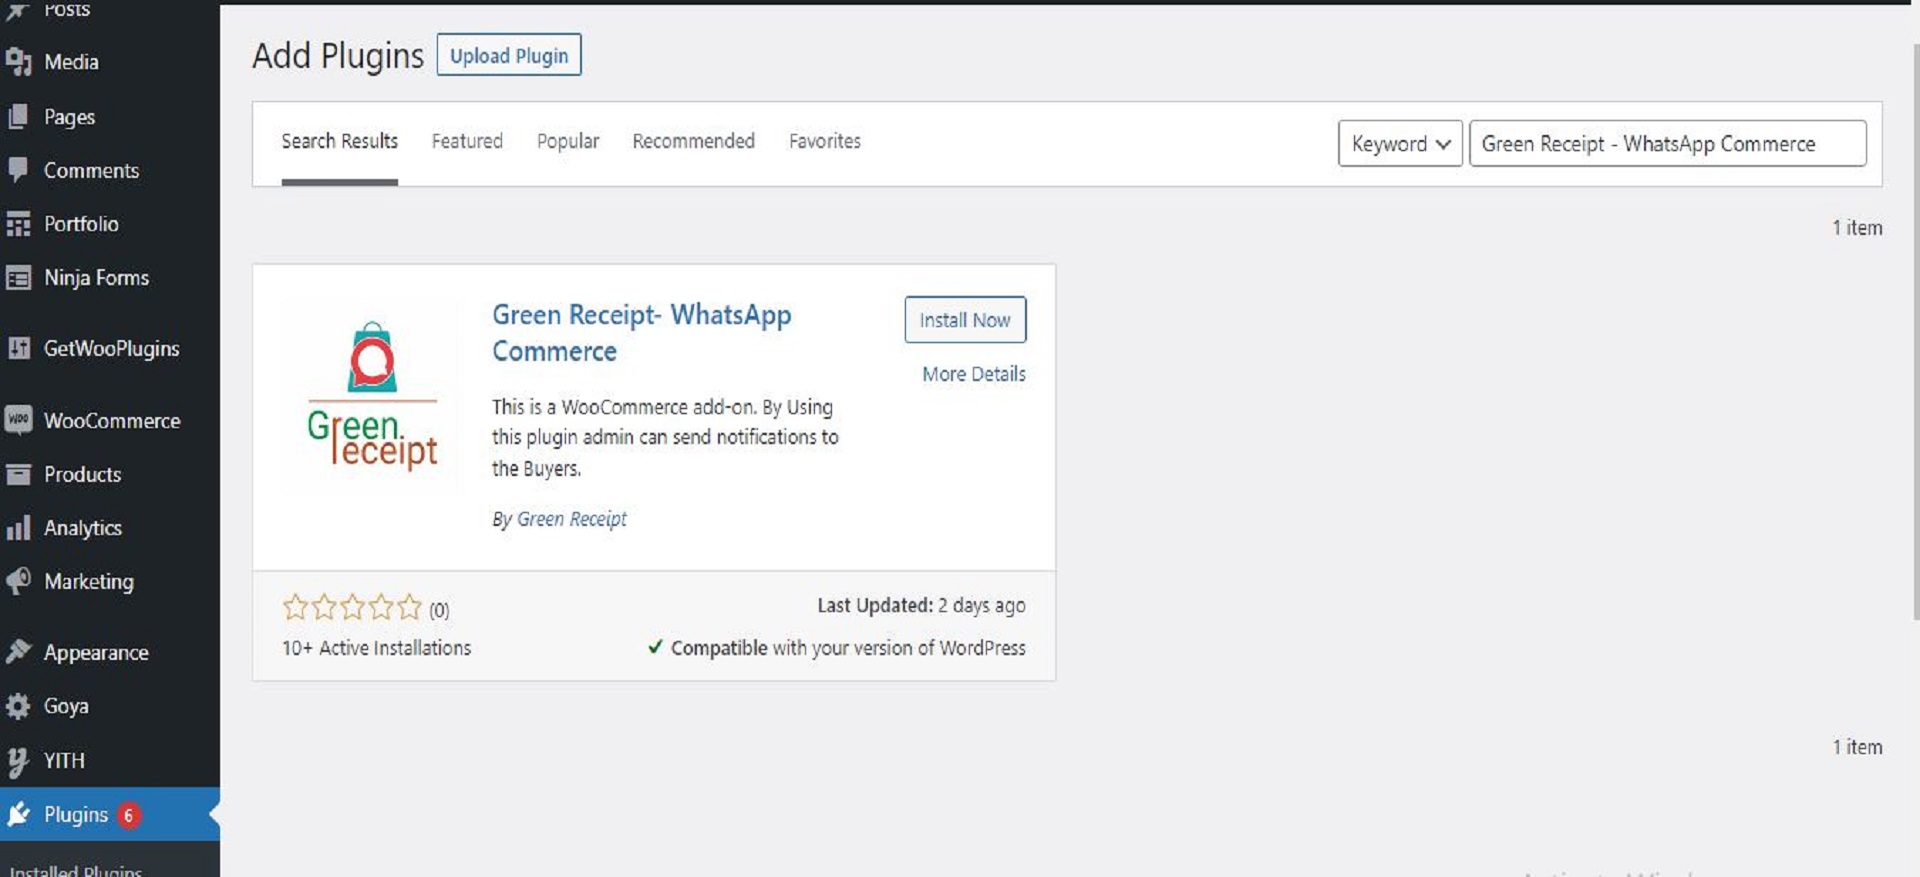 Posts
Media
Pages
Comments
Portfolio
Ninja Forms
GetWooPlugins
WOO WooCommerce
Products
Analytics
Marketing
Appearance
Goya
YITH
Plugins 6
Installed Plugins
Add Plugins Upload Plugin
Search Results Featured Popular Recommended Favorites Keyword Green Receipt - WhatsApp Commerce
1 item
Green
receipt
Green Receipt- WhatsApp
Commerce
Install Now
More Details
This is a WooCommerce add-on. By Using
this plugin admin can send notifications to
the Buyers.
By Green Receipt
(0)
Last Updated: 2 days ago
10+ Active Installations
Compatible with your version of WordPress
1 item